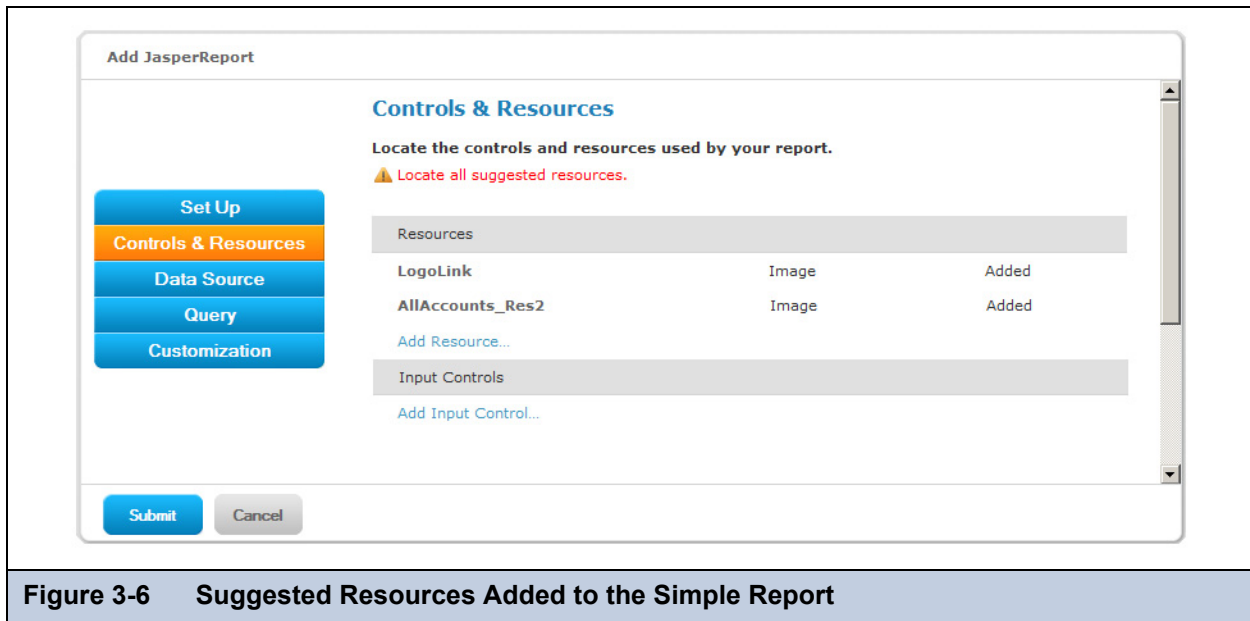 Add JasperReport
Controls & Resources
Locate the controls and resources used by your report.
Locate all suggested resources.
Set Up
Controls & Resources
Data Source
Query
Customization
Resources
LogoLink Image Added
AllAccounts_Res2 Image Added
Add Resource...
Input Controls
Add Input Control...
Submit Cancel
Figure 3-6 Suggested Resources Added to the Simple Report